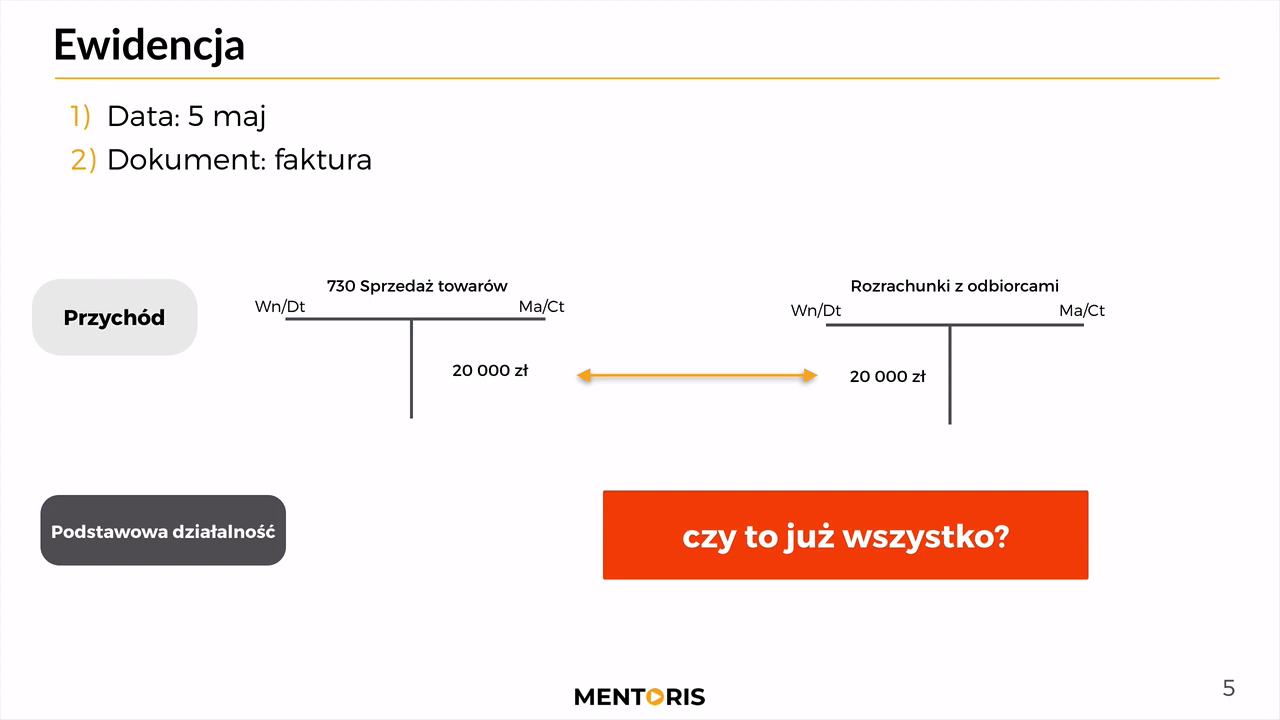 Ewidencja
1) Data: 5 maj
2) Dokument: faktura
730 Sprzedaż towarów
Rozrachunki z odbiorcami
Wn/Dt
Ma/Ct
Wn/Dt
Ma/Ct
Przychód
20 000 zł
20 000 zł
Podstawowa działalność
czy to już wszystko?
MENTORIS
5